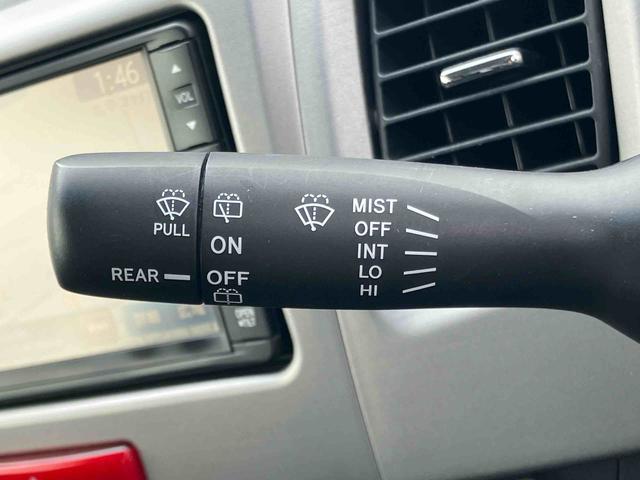 1:46
VOL
PULL
REAR
ON
OFF
MIST
OFF
INT
LO
HI